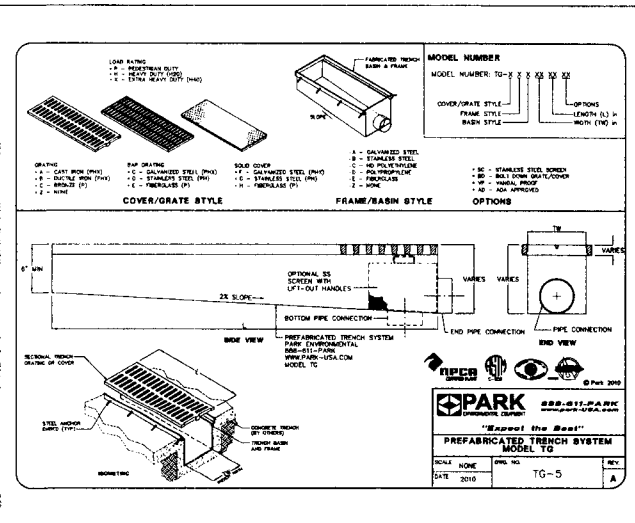 LOAD RATING
• P - PEDESTRIAN DUTY
• H - HEAVY DUTY (H20)
• X - EXTRA HEAVY DUTY
GRATING
• A - CAST IRON (PHX)
• B - DUCTILE IRON (PHX)
• C - BRONZE (P)
• Z - NONE
BAR GRATING
• C - GALVANIZED STEEL (PHX)
• D - STAINLESS STEEL (PH)
• E - FIBERGLASS (P)
SOLID COVER
• F - GALVANIZED STEEL (PHX)
• G - STAINLESS STEEL (PH)
• H - FIBERGLASS (P)
COVER/GRATE STYLE
FABRICATED TRENCH
BASIN & FRAME
SLOPE
• A - GALVANIZED STEEL
• B - STAINLESS STEEL
• C - HD POLYETHYLENE
• D - POLYPROPYLENE
• E - FIBERGLASS
• Z - NONE
FRAME/BASIN STYLE
MODEL NUMBER
MODEL NUMBER: TG-X X X XX XX XX
COVER/GRATE STYLE
FRAME STYLE
BASIN STYLE
OPTIONS
LENGTH (L) in
WIDTH (TW) in
• SC - STAINLESS STEEL SCREEN
• BD - BOLT DOWN GRATE/COVER
• VP - VANDAL PROOF
• AD - ADA APPROVED
OPTIONS
6" MIN
2% SLOPE
OPTIONAL SS
SCREEN WITH
LIFT-OUT HANDLES
BOTTOM PIPE CONNECTION
VARIES
END PIPE CONNECTION
SIDE VIEW
PREFABRICATED TRENCH SYSTEM
PARK ENVIRONMENTAL
888-611-PARK
WWW.PARK-USA.COM
MODEL TG
TW
VARIES
VARIES
PIPE CONNECTION
END VIEW
SECTIONAL TRENCH
GRATING OR COVER
STEEL ANCHOR
(TYP)
CONCRETE TRENCH
(BY OTHERS)
TRENCH BASIN
AND FRAME
ISOMETRIC
NPCA
© Park 2010
PARK
ENVIRONMENTAL EQUIPMENT
888-611-PARK
www.park-USA.com
"Expect the Best"
PREFABRICATED TRENCH SYSTEM
MODEL TG
SCALE NONE
DATE 2010
DWG. NO.
TG-5
REV.
A